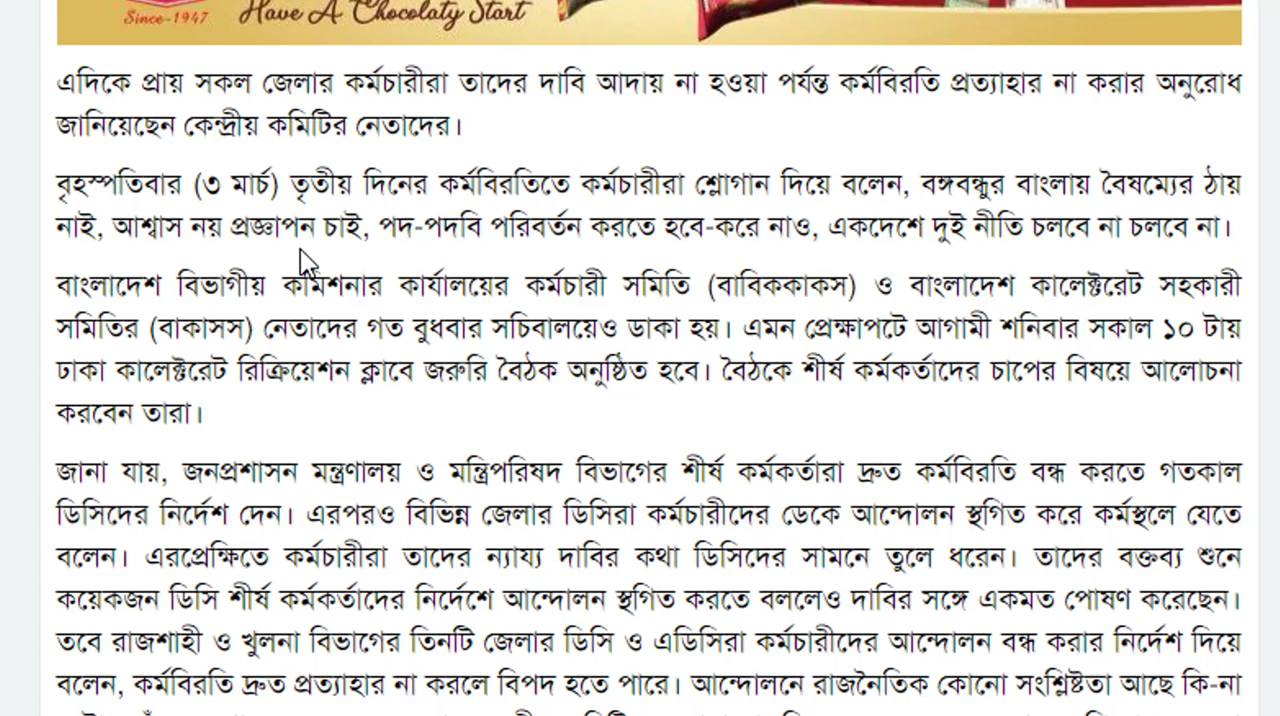 Since-1947 Have A Chocolaty Start
এদিকে প্রায় সকল জেলার কর্মচারীরা তাদের দাবি আদায় না হওয়া পর্যন্ত কর্মবিরতি প্রত্যাহার না করার অনুরোধ
জানিয়েছেন কেন্দ্রীয় কমিটির নেতাদের।
বৃহস্পতিবার (৩ মার্চ) তৃতীয় দিনের কর্মবিরতিতে কর্মচারীরা শ্লোগান দিয়ে বলেন, বঙ্গবন্ধুর বাংলায় বৈষম্যের ঠায়
নাই, আশ্বাস নয় প্রজ্ঞাপন চাই, পদ-পদবি পরিবর্তন করতে হবে-করে নাও, একদেশে দুই নীতি চলবে না চলবে না।
বাংলাদেশ বিভাগীয় কমিশনার কার্যালয়ের কর্মচারী সমিতি (বাবিককাকস) ও বাংলাদেশ কালেক্টরেট সহকারী
সমিতির (বাকাসস) নেতাদের গত বুধবার সচিবালয়েও ডাকা হয়। এমন প্রেক্ষাপটে আগামী শনিবার সকাল ১০ টায়
ঢাকা কালেক্টরেট রিক্রিয়েশন ক্লাবে জরুরি বৈঠক অনুষ্ঠিত হবে। বৈঠকে শীর্ষ কর্মকর্তাদের চাপের বিষয়ে আলোচনা
করবেন তারা।
জানা যায়, জনপ্রশাসন মন্ত্রণালয় ও মন্ত্রিপরিষদ বিভাগের শীর্ষ কর্মকর্তারা দ্রুত কর্মবিরতি বন্ধ করতে গতকাল
ডিসিদের নির্দেশ দেন। এরপরও বিভিন্ন জেলার ডিসিরা কর্মচারীদের ডেকে আন্দোলন স্থগিত করে কর্মস্থলে যেতে
বলেন। এরপ্রেক্ষিতে কর্মচারীরা তাদের ন্যায্য দাবির কথা ডিসিদের সামনে তুলে ধরেন। তাদের বক্তব্য শুনে
কয়েকজন ডিসি শীর্ষ কর্মকর্তাদের নির্দেশে আন্দোলন স্থগিত করতে বললেও দাবির সঙ্গে একমত পোষণ করেছেন।
তবে রাজশাহী ও খুলনা বিভাগের তিনটি জেলার ডিসি ও এডিসিরা কর্মচারীদের আন্দোলন বন্ধ করার নির্দেশ দিয়ে
বলেন, কর্মবিরতি দ্রুত প্রত্যাহার না করলে বিপদ হতে পারে। আন্দোলনে রাজনৈতিক কোনো সংশ্লিষ্টতা আছে কি-না